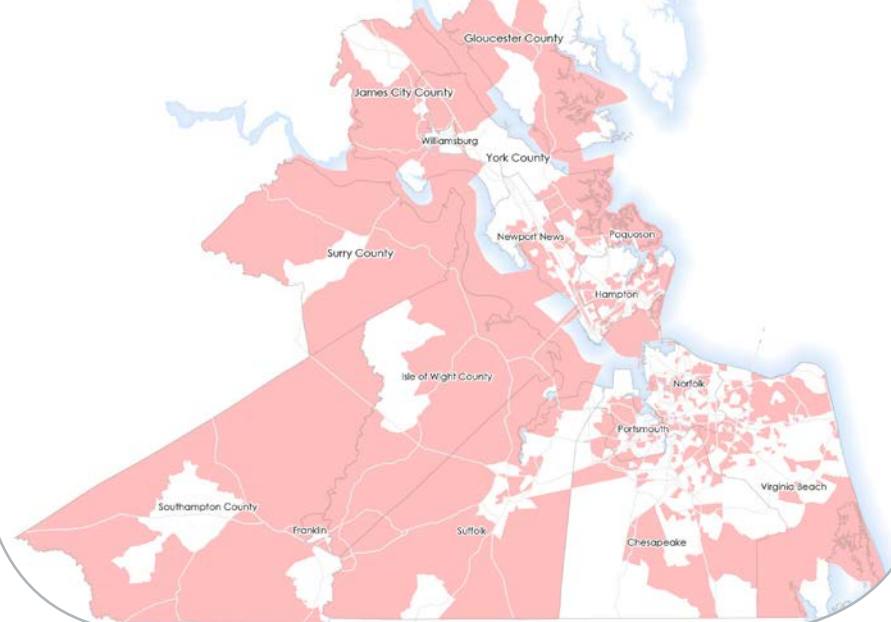 Gloucester County
James City County
Williamsburg
York County
Newport News
Poquoson
Surry County
Hampton
Isle of Wight County
Norfolk
Portsmouth
Virginia Beach
Southampton County
Franklin
Suffolk
Chesapeake